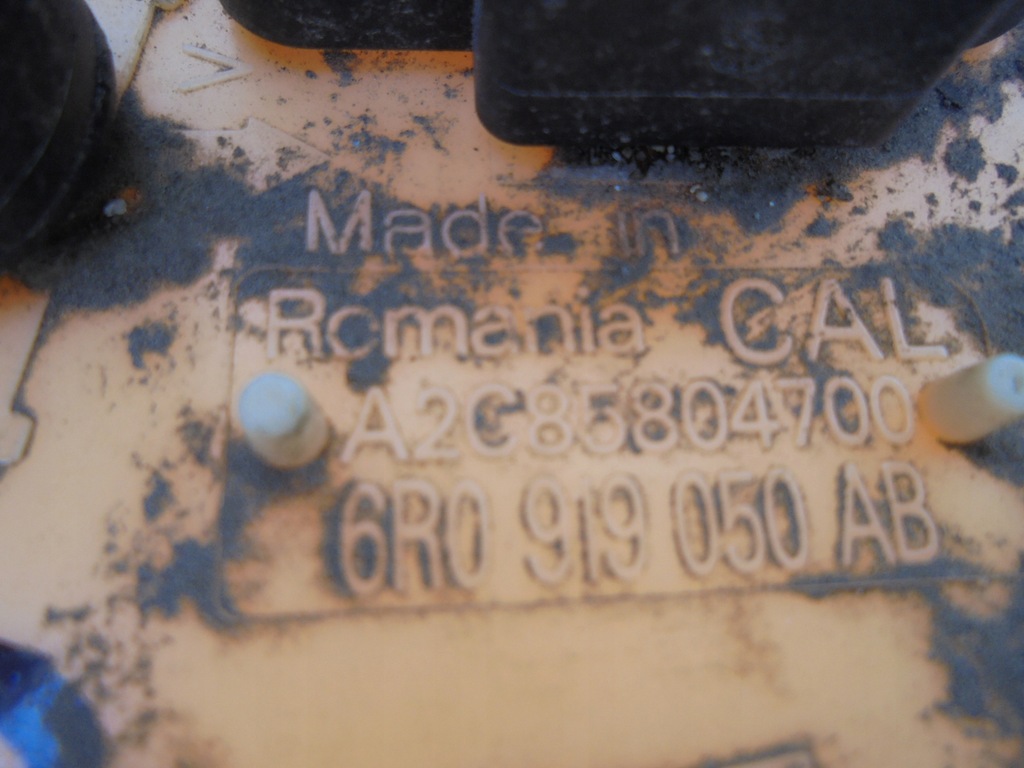 Made in
Romania CAL
A2C85804700
6R0 919 050 AB